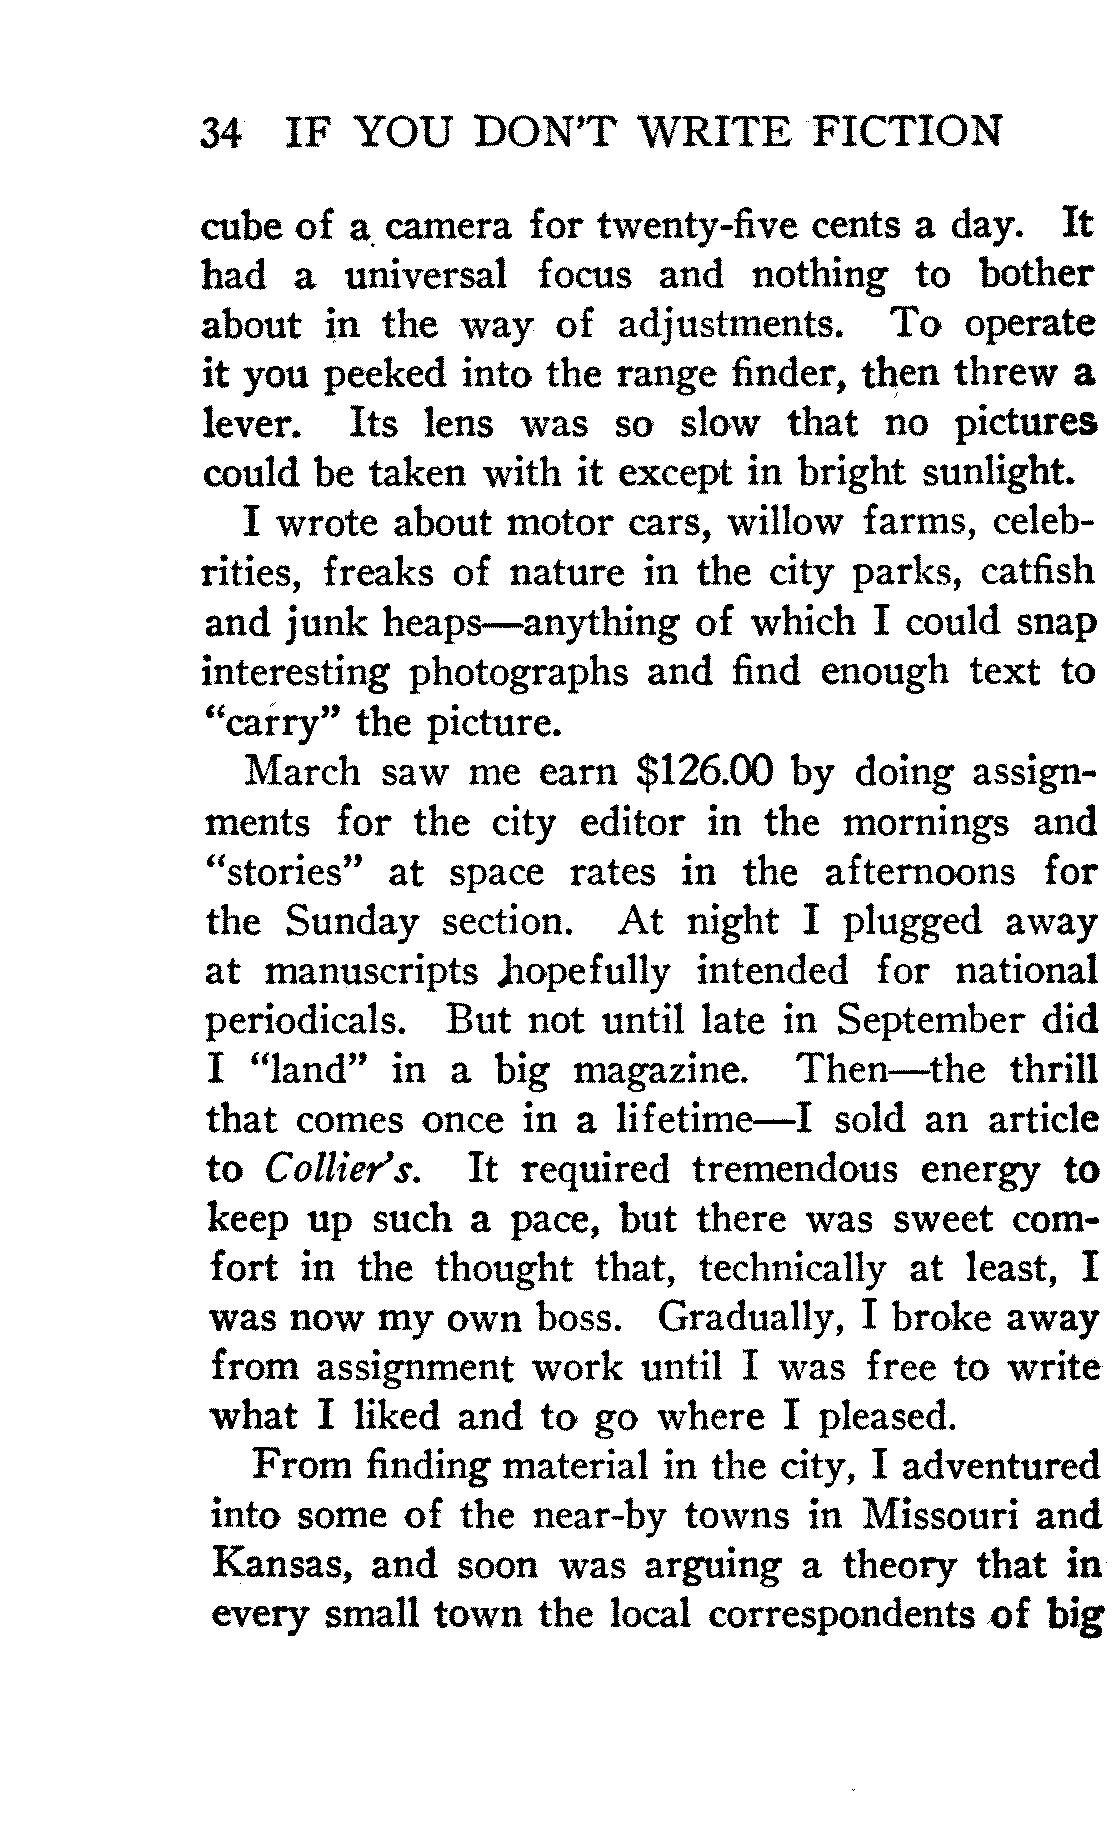 34 IF YOU DON'T WRITE FICTION
cube of a camera for twenty-five cents a day. It
had a universal focus and nothing to bother
about in the way of adjustments. To operate
it you peeked into the range finder, then threw a
lever. Its lens was so slow that no pictures
could be taken with it except in bright sunlight.
I wrote about motor cars, willow farms, celeb-
rities, freaks of nature in the city parks, catfish
and junk heaps—anything of which I could snap
interesting photographs and find enough text to
"carry" the picture.
March saw me earn $126.00 by doing assign-
ments for the city editor in the mornings and
"stories" at space rates in the afternoons for
the Sunday section. At night I plugged away
at manuscripts hopefully intended for national
periodicals. But not until late in September did
I "land" in a big magazine. Then—the thrill
that comes once in a lifetime—I sold an article
to Collier's. It required tremendous energy to
keep up such a pace, but there was sweet com-
fort in the thought that, technically at least, I
was now my own boss. Gradually, I broke away
from assignment work until I was free to write
what I liked and to go where I pleased.
From finding material in the city, I adventured
into some of the near-by towns in Missouri and
Kansas, and soon was arguing a theory that in
every small town the local correspondents of big